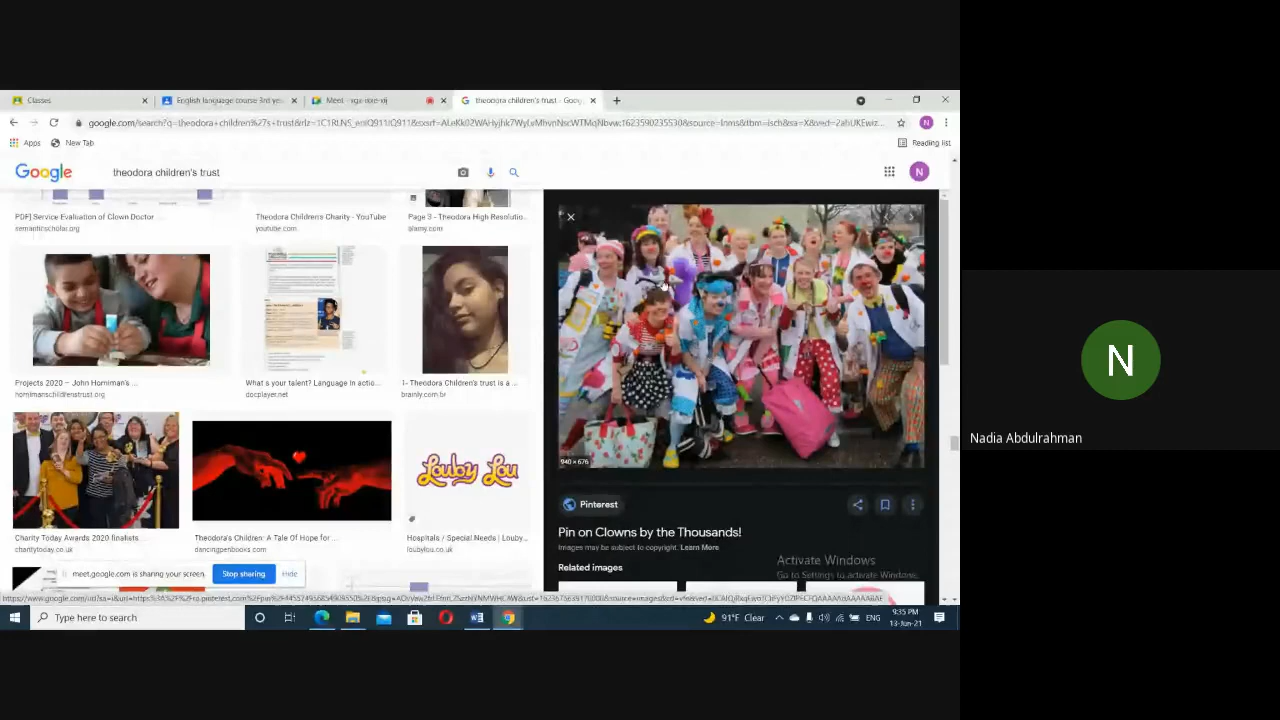 Classes
English language course 3rd yea
Meet - xga-
theodora children's trust - Goog
Apps
New Tab
Reading list
Google
theodora children's trust
N
PDF] Service Evaluation of Clown Doctor ...
semanticscholar.org
Theodora Children's Charity - YouTube
youtube.com
Page 3 - Theodora High Resolutio...
alamy.com
Projects 2020 – John Horniman's ...
hornimanschildrenstrust.org
What s your talent? Language in actio...
docplayer.net
1- Theodora Children's trust is a ...
brainly.com.br
Charity Today Awards 2020 finalists ...
charitytoday.co.uk
Theodora's Children: A Tale Of Hope for ...
dancingpenbooks.com
Louby Lou
Hospitals / Special Needs | Louby...
loubylou.co.uk
940 × 676
Pinterest
Pin on Clowns by the Thousands!
Images may be subject to copyright. Learn More
Related images
Activate Windows
Go to Settings to activate Windows.
meet.google.com is sharing your screen.
Stop sharing
Hide
Type here to search
91°F Clear
ENG
9:35 PM
13-Jun-21
N
Nadia Abdulrahman